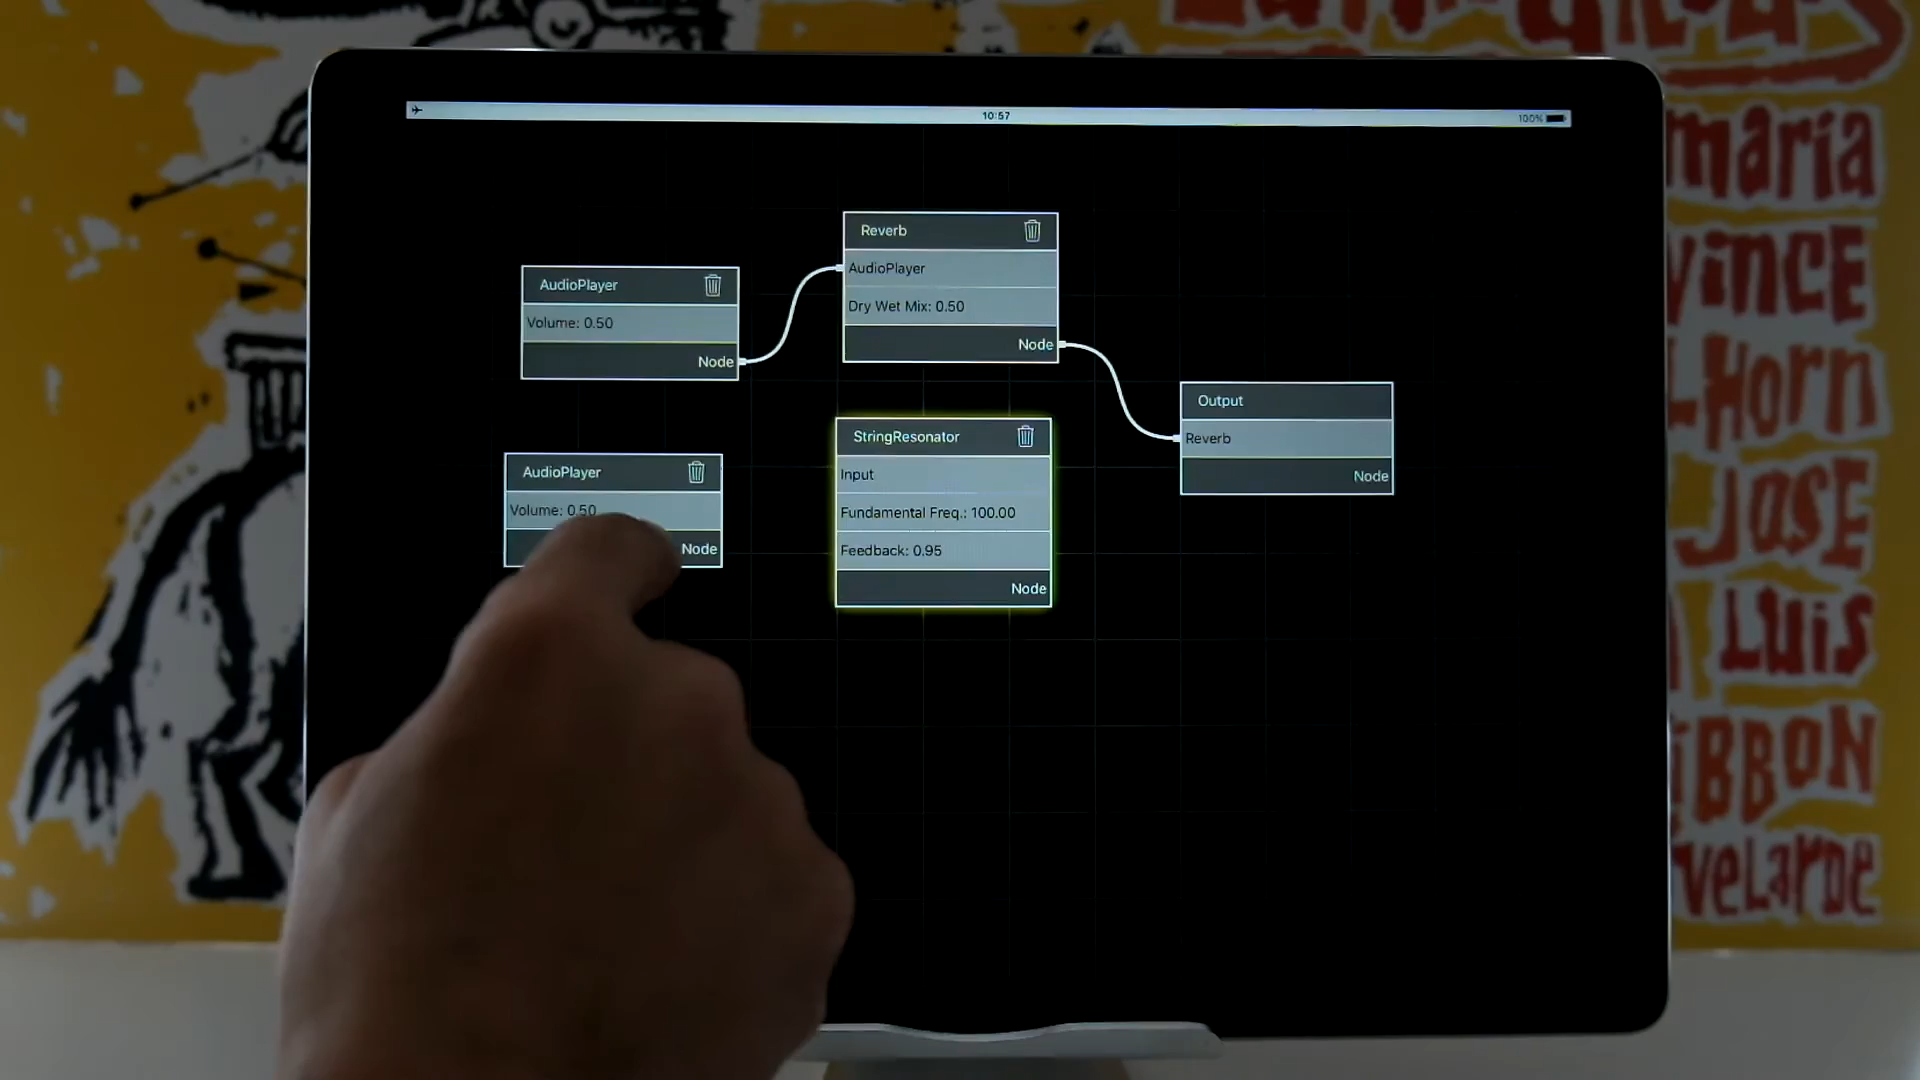 10:57
100%
Reverb
AudioPlayer
Dry Wet Mix: 0.50
Node
AudioPlayer
Volume: 0.50
Node
Output
Reverb
Node
StringResonator
Input
Fundamental Freq.: 100.00
Feedback: 0.95
Node
AudioPlayer
Volume: 0.50
Node
maria
VINCE
HORN
JOSE
LUIS
GIBBON
VELARDE